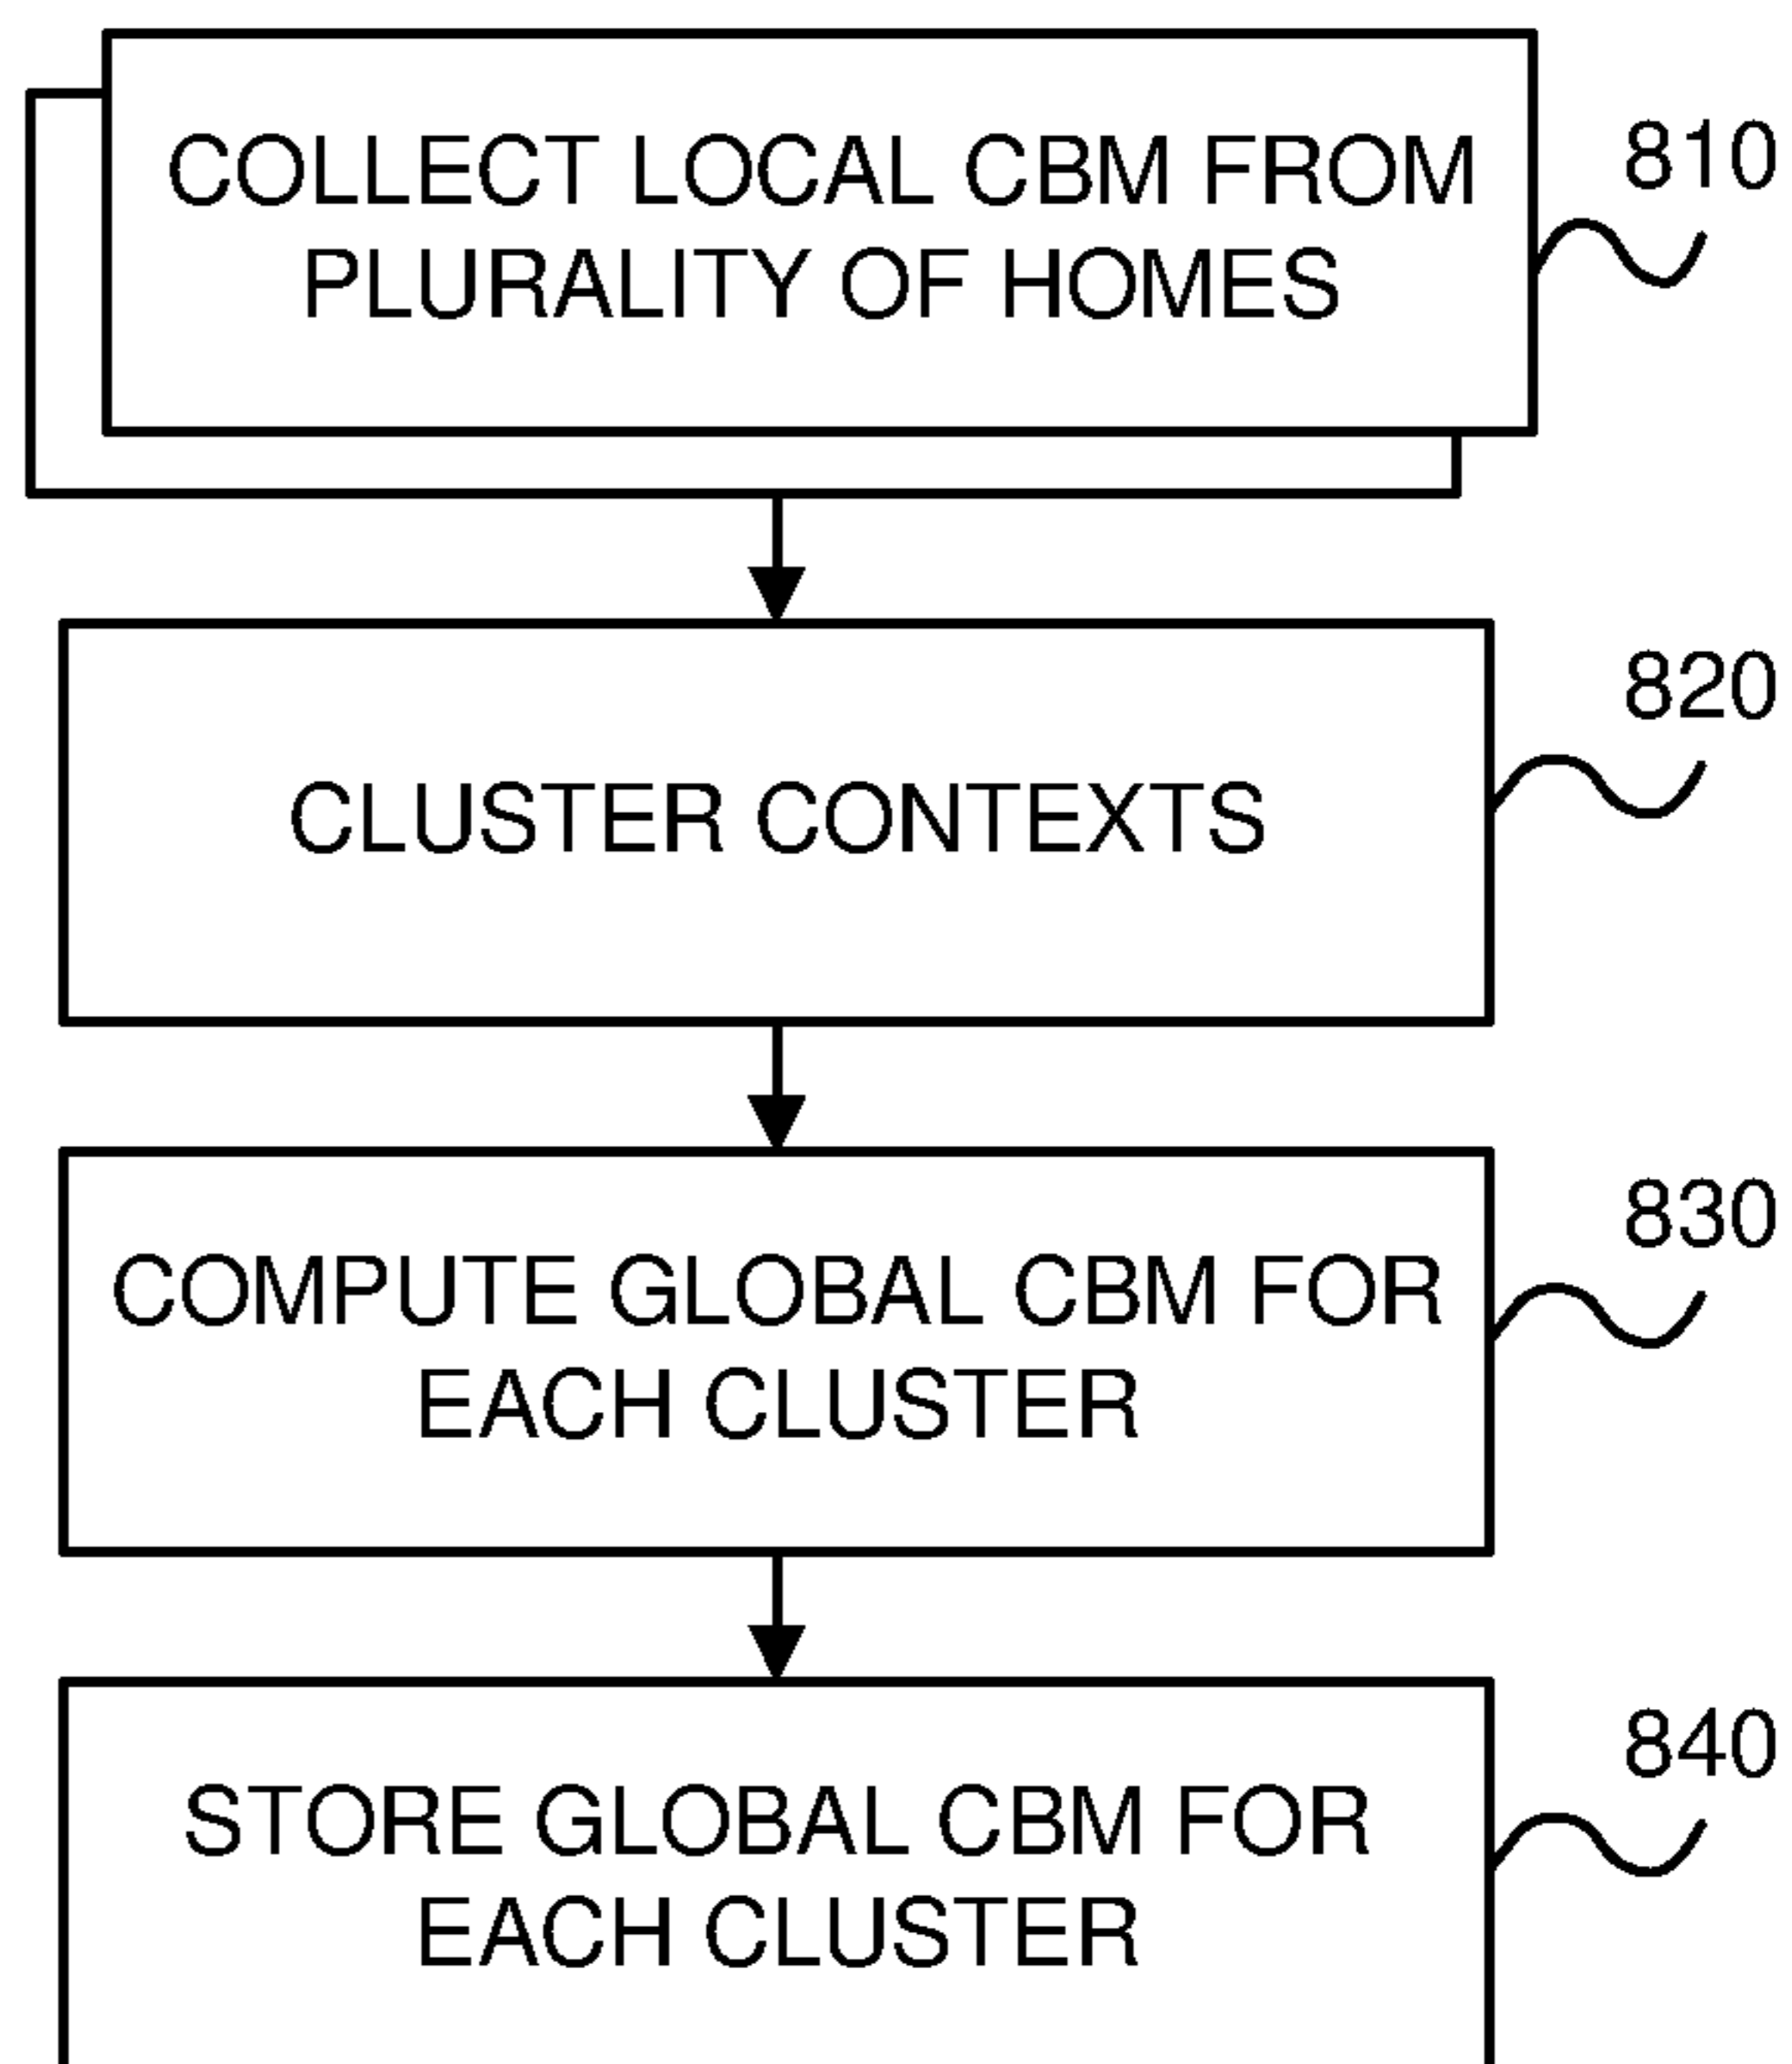 COLLECT LOCAL CBM FROM
PLURALITY OF HOMES
810
CLUSTER CONTEXTS
820
COMPUTE GLOBAL CBM FOR
EACH CLUSTER
830
STORE GLOBAL CBM FOR
EACH CLUSTER
840